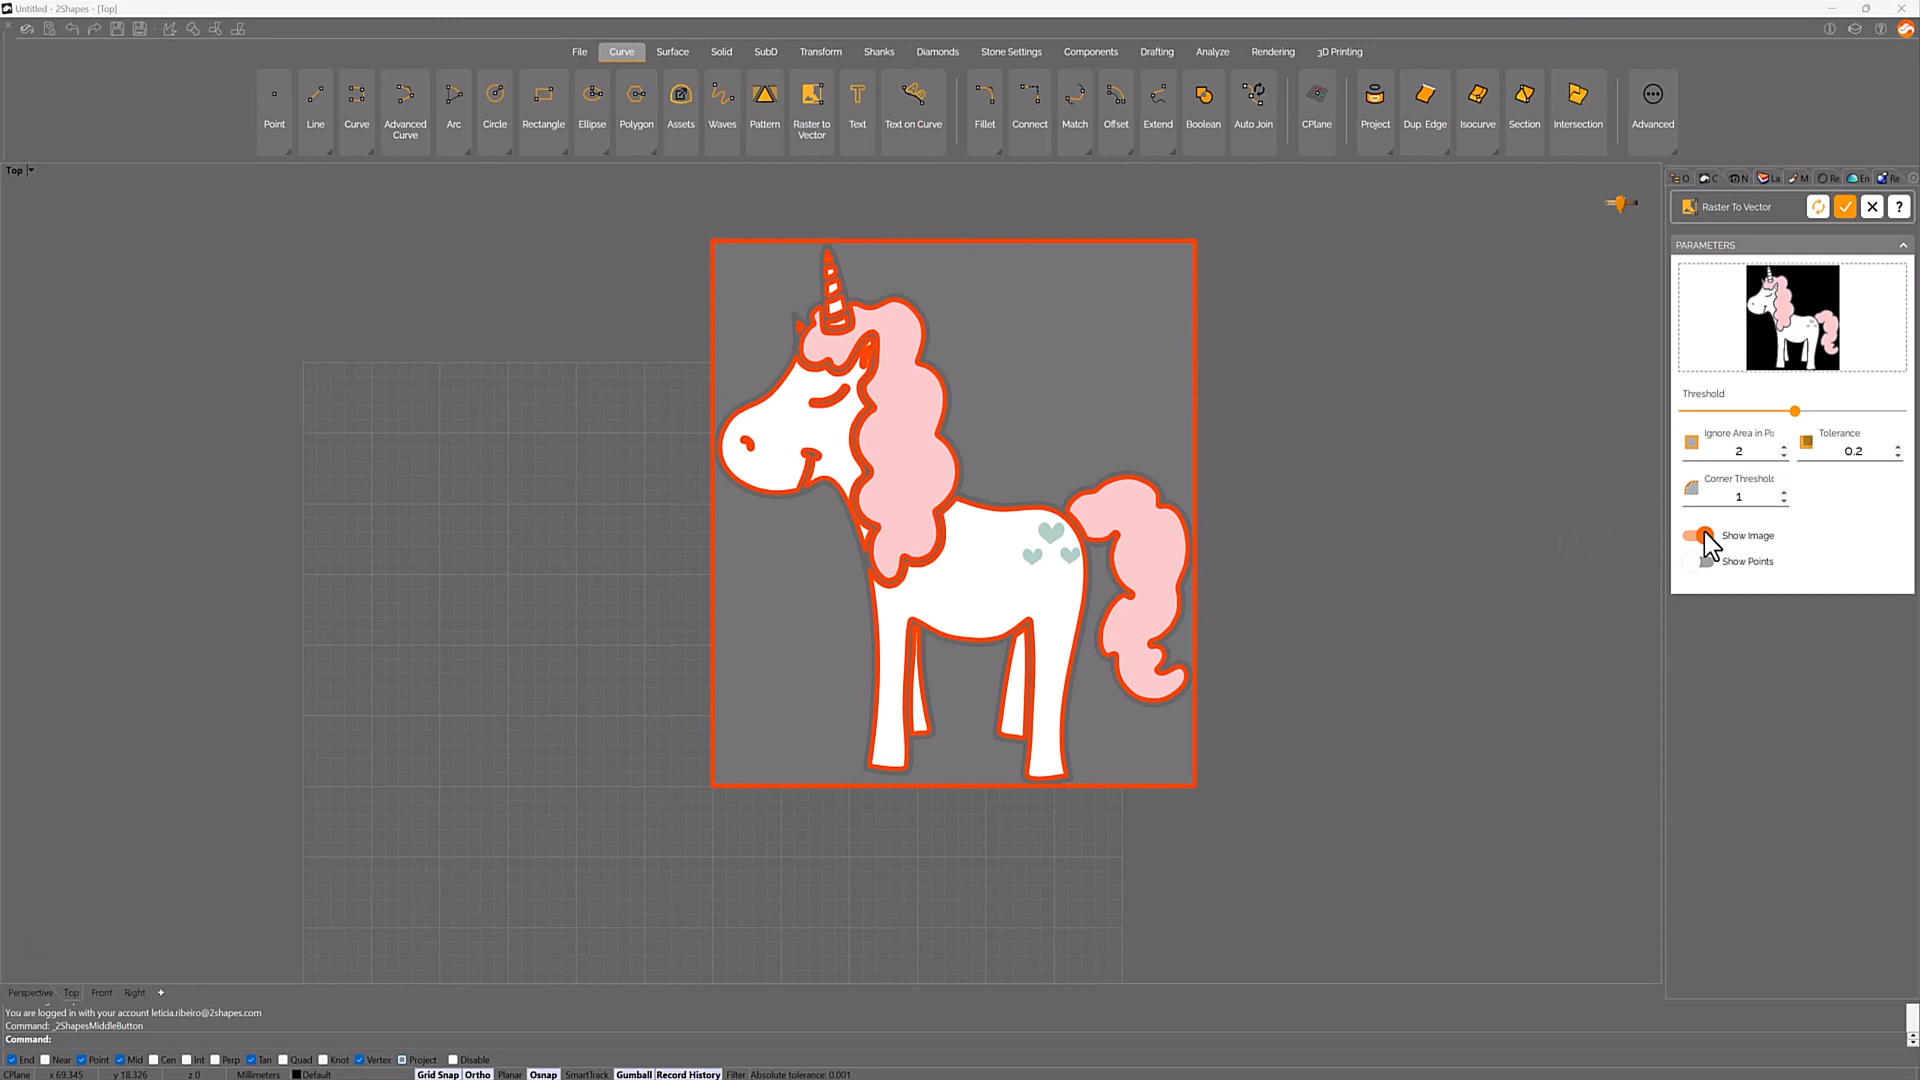 Untitled - 2Shapes - [Top]
File Curve Surface Solid SubD Transform Shanks Diamonds Stone Settings Components Drafting Analyze Rendering 3D Printing
Point Line Curve Advanced Curve Arc Circle Rectangle Ellipse Polygon Assets Waves Pattern Raster to Vector Text Text on Curve Fillet Connect Match Offset Extend Boolean Auto Join CPlane Project Dup. Edge Isocurve Section Intersection Advanced
Top
O C N La M Re En Re
Raster To Vector ?
PARAMETERS
Threshold
Ignore Area in Pi Tolerance
2 0.2
Corner Threshold
1
Show Image
Show Points
Perspective Top Front Right +
You are logged in with your account leticia.ribeiro@2shapes.com
Command: _2ShapesMiddleButton
Command:
End Near Point Mid Cen Int Perp Tan Quad Knot Vertex Project Disable
CPlane x 69.345 y 18.326 z 0 Millimeters Default Grid Snap Ortho Planar Osnap SmartTrack Gumball Record History Filter Absolute tolerance: 0.001